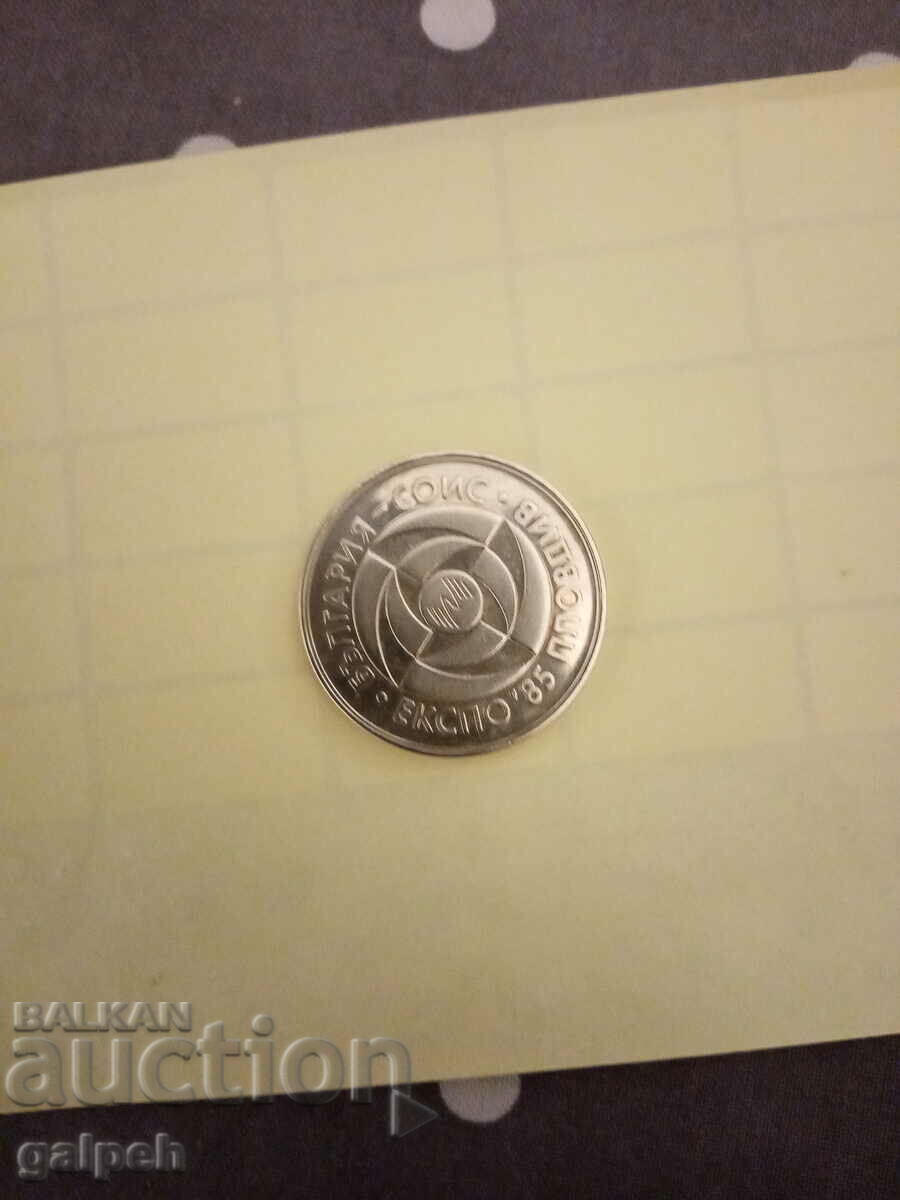 БЪЛГАРИЯ - СОИС • ЕКСПО '85 ПЛОВДИВ •
BALKAN
auction
galpeh